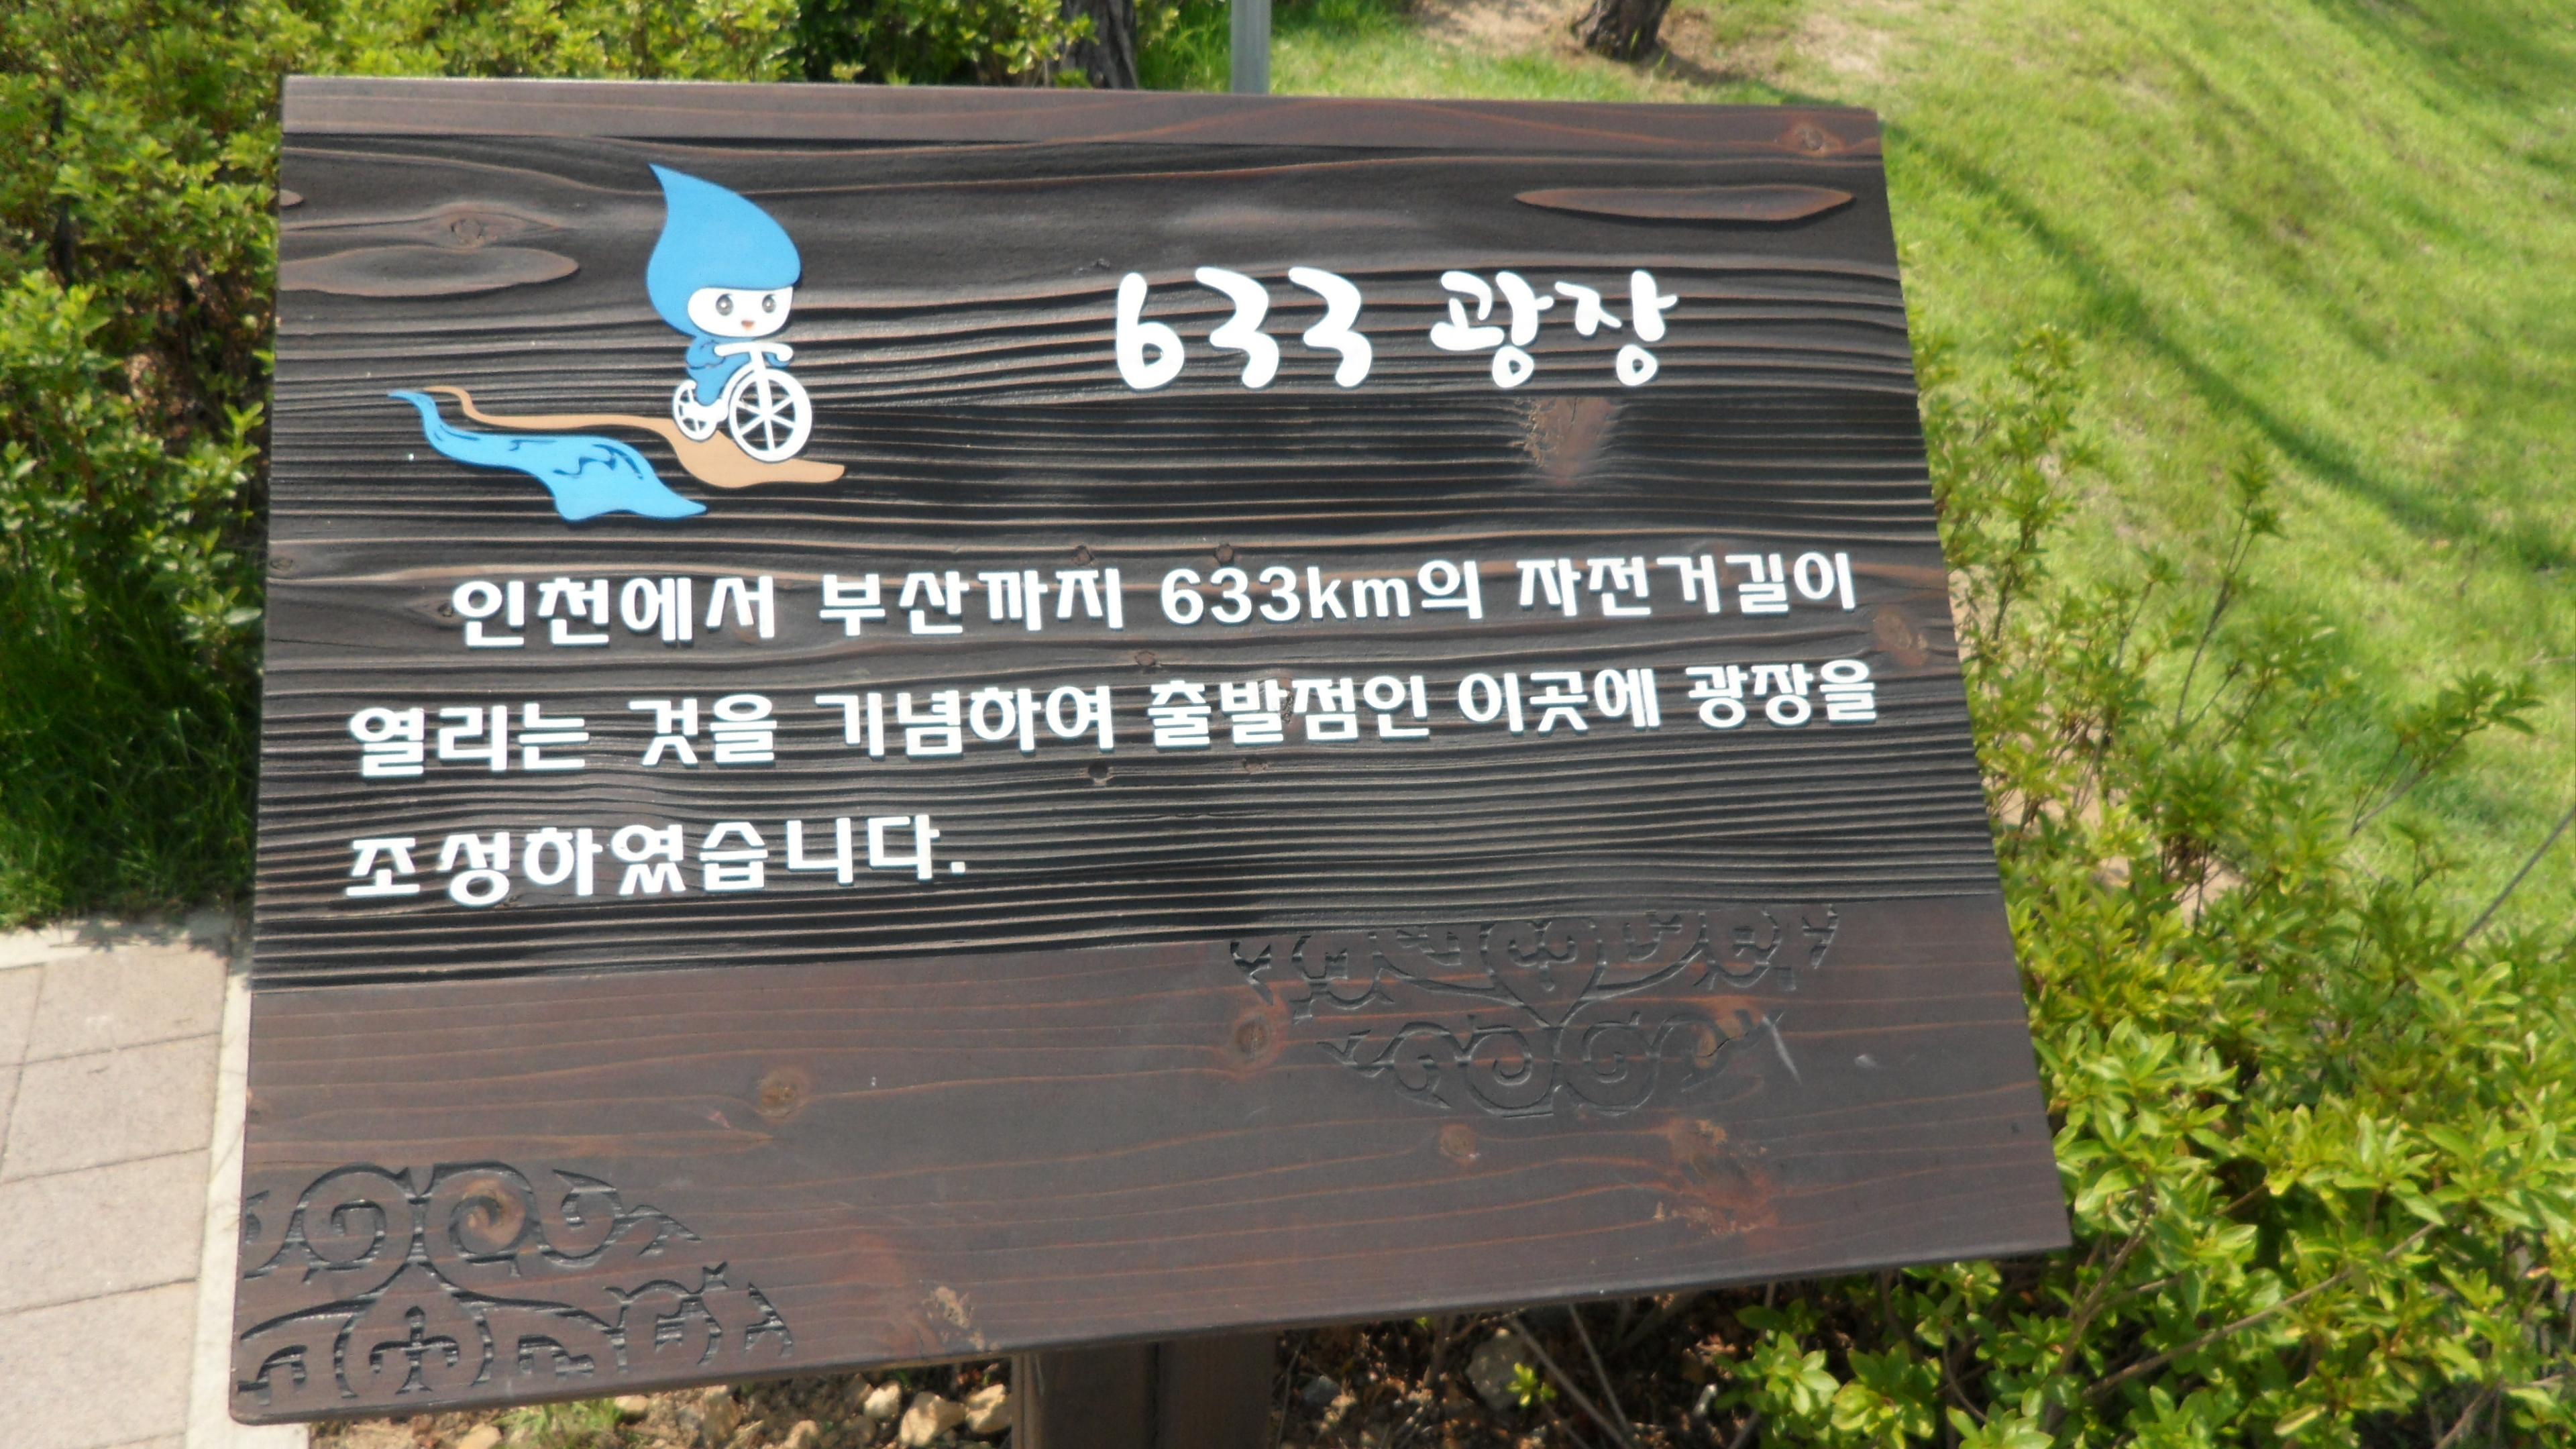 633 광장
인천에서 부산까지 633km의 자전거길이
열리는 것을 기념하여 출발점인 이곳에 광장을
조성하였습니다.